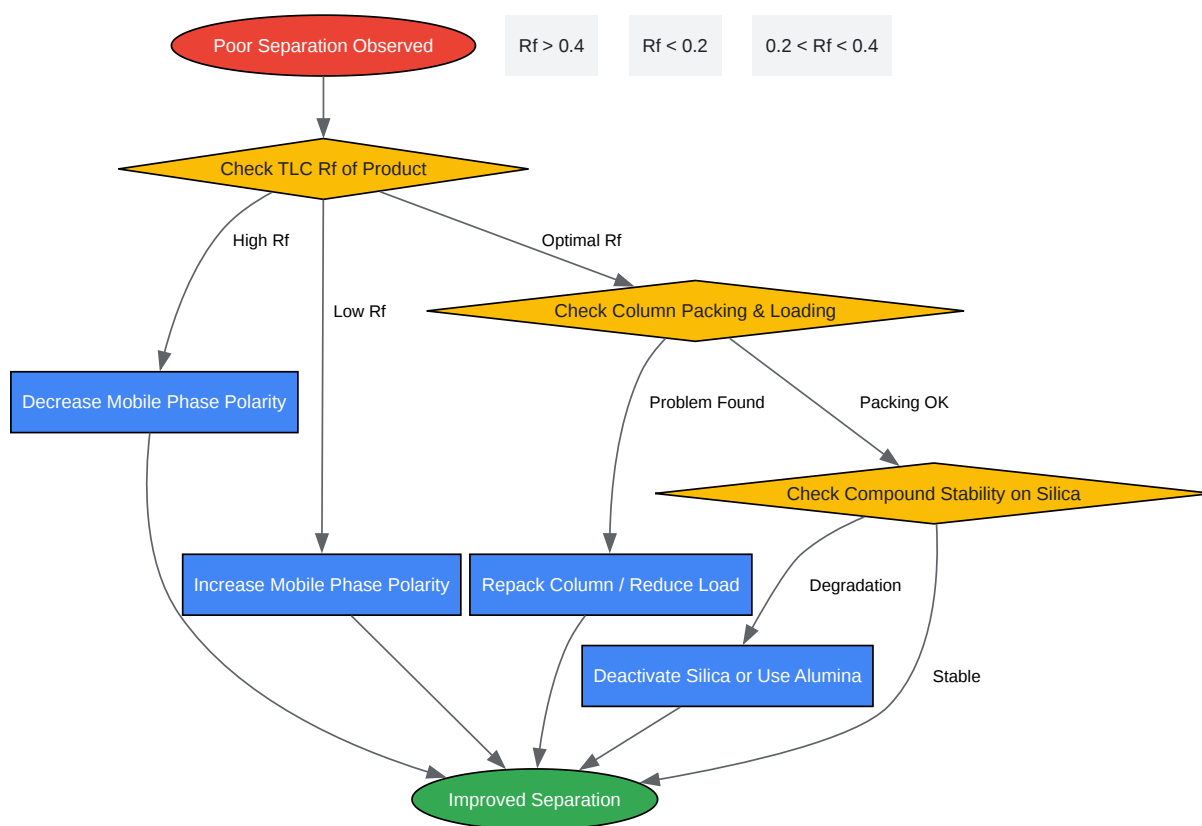 Poor Separation Observed
Rf > 0.4
Rf < 0.2
0.2 < Rf < 0.4
Check TLC Rf of Product
High Rf
Optimal Rf
Low Rf
Check Column Packing & Loading
Decrease Mobile Phase Polarity
Problem Found
Packing OK
Check Compound Stability on Silica
Increase Mobile Phase Polarity
Repack Column / Reduce Load
Degradation
Deactivate Silica or Use Alumina
Stable
Improved Separation